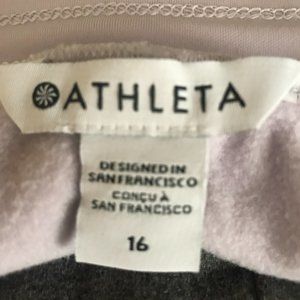 ATHLETA
DESIGNED IN
SAN FRANCISCO
CONÇU À
SAN FRANCISCO
16